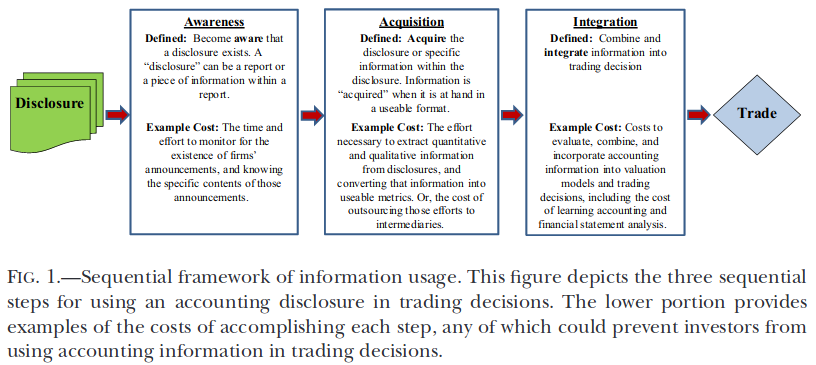 Disclosure
Awareness
Defined: Become aware that
a disclosure exists. A
“disclosure” can be a report or
a piece of information within a
report.
Example Cost: The time and
effort to monitor for the
existence of firms’
announcements, and knowing
the specific contents of those
announcements.
Acquisition
Defined: Acquire the
disclosure or specific
information within the
disclosure. Information is
“acquired” when it is at hand in
a useable format.
Example Cost: The effort
necessary to extract quantitative
and qualitative information
from disclosures, and
converting that information into
useable metrics. Or, the cost of
outsourcing those efforts to
intermediaries.
Integration
Defined: Combine and
integrate information into
trading decision
Example Cost: Costs to
evaluate, combine, and
incorporate accounting
information into valuation
models and trading
decisions, including the cost
of learning accounting and
financial statement analysis.
Trade
FIG. 1.—Sequential framework of information usage. This figure depicts the three sequential
steps for using an accounting disclosure in trading decisions. The lower portion provides
examples of the costs of accomplishing each step, any of which could prevent investors from
using accounting information in trading decisions.